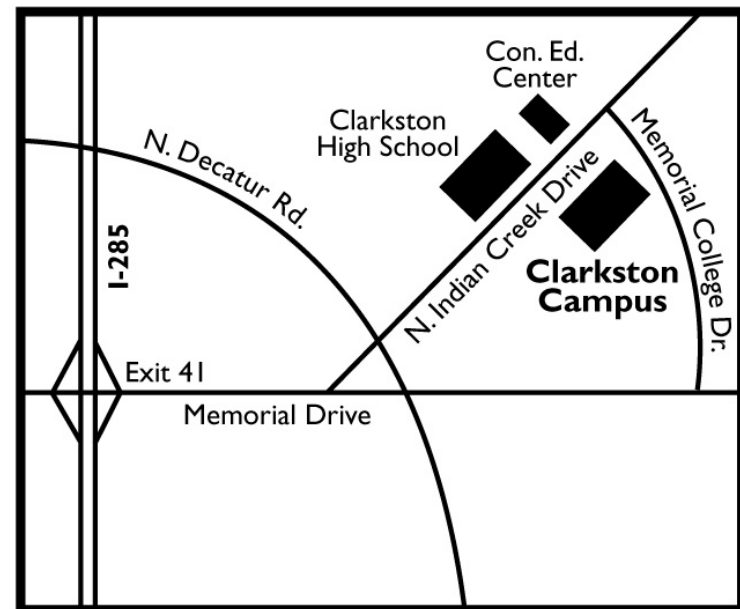 Con. Ed.
Center
Clarkston
High School
Memorial College Dr.
N. Decatur Rd.
N. Indian Creek Drive
I-285
Clarkston
Campus
Exit 41
Memorial Drive